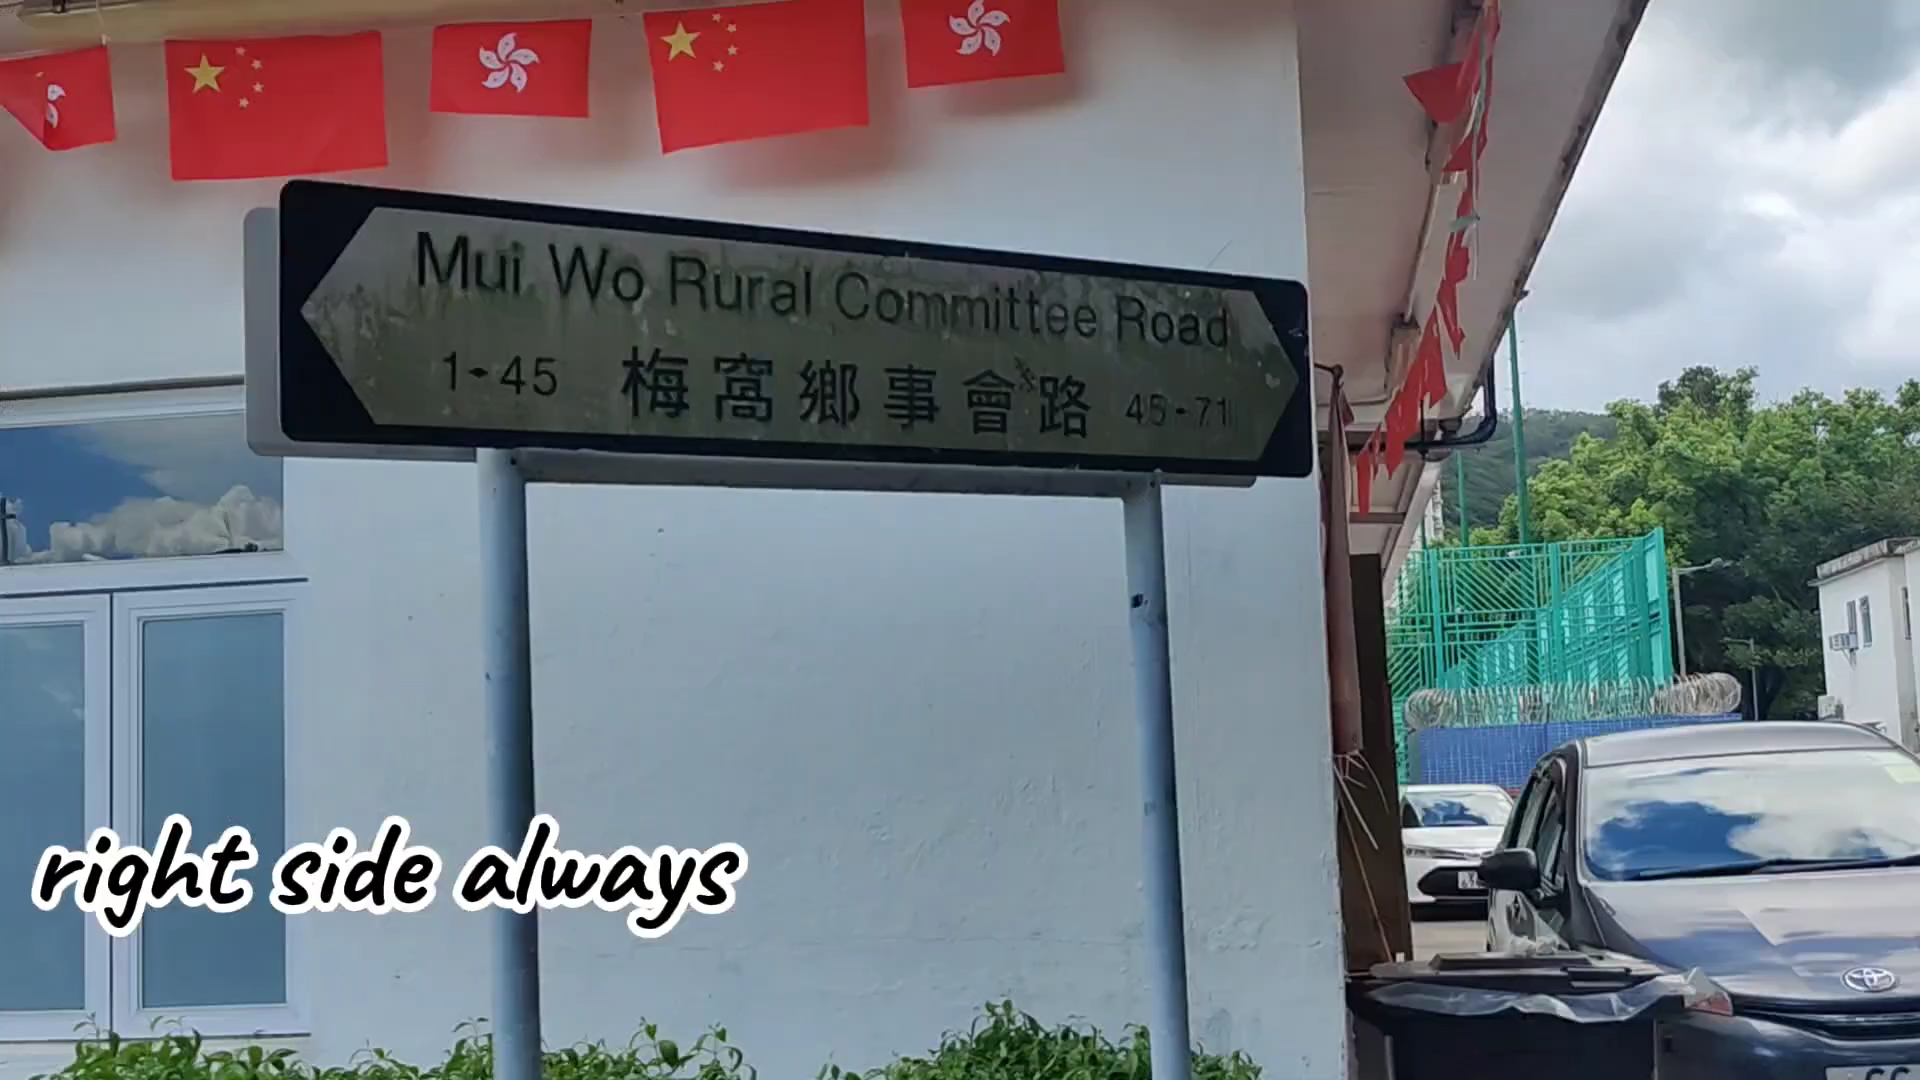 Mui Wo Rural Committee Road
1-45 梅窩鄉事會路 45-71
right side always